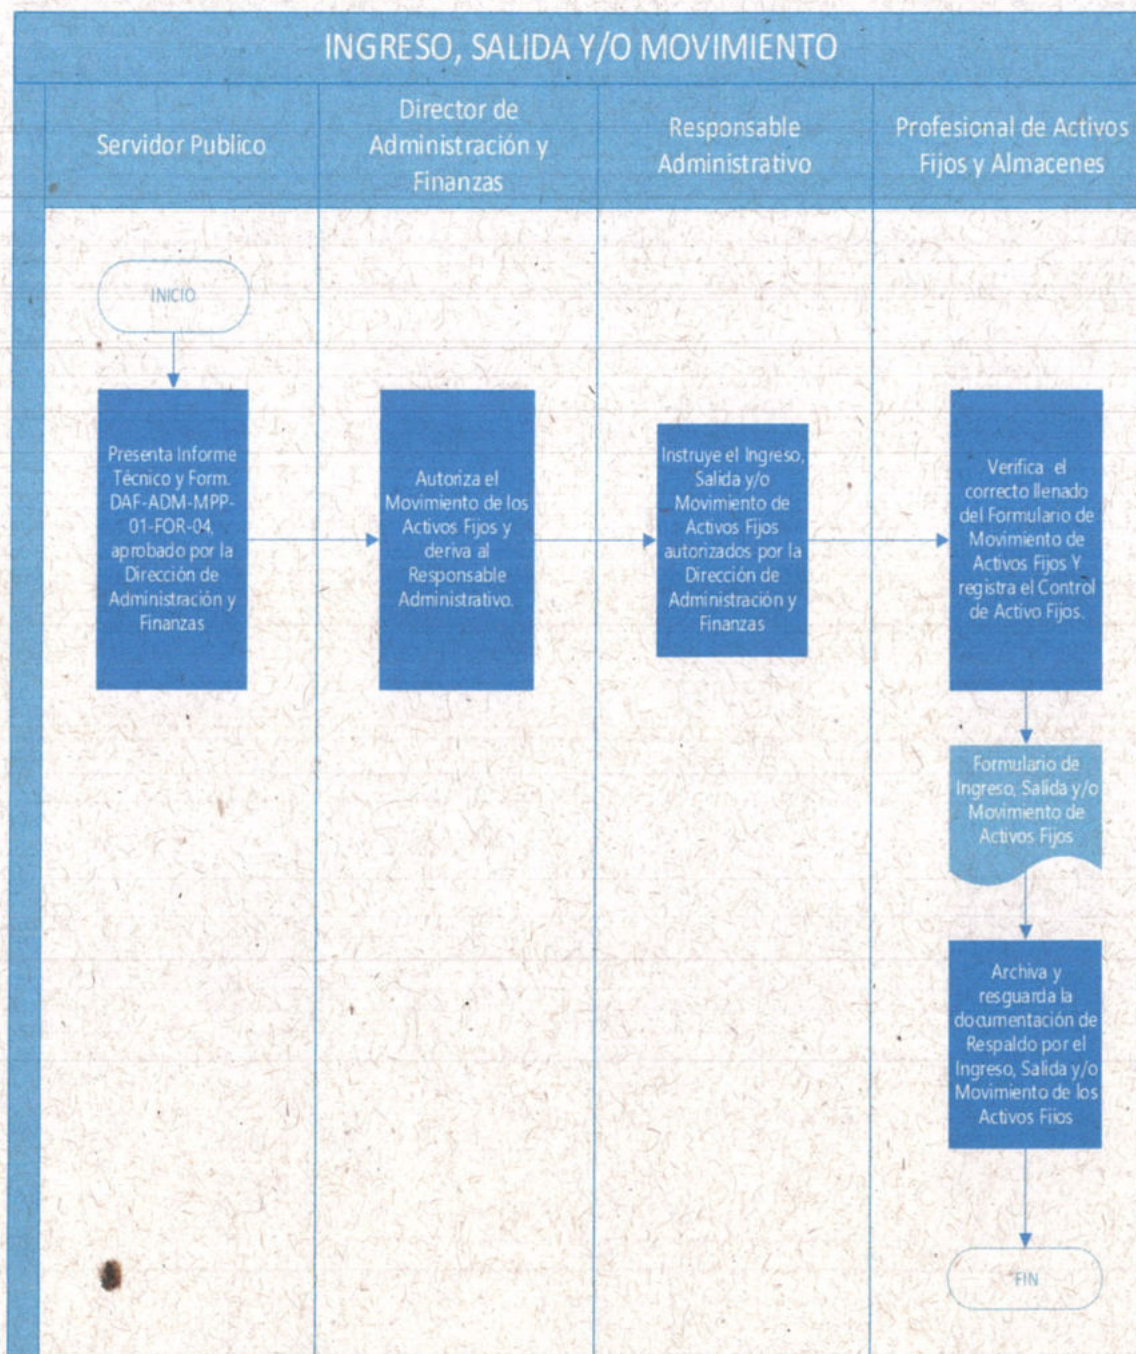 INGRESO, SALIDA Y/O MOVIMIENTO
Servidor Publico
Director de
Administración y
Finanzas
Responsable
Administrativo
Profesional de Activos
Fijos y Almacenes
INICIO
Presenta Informe
Técnico y Form.
DAF-ADM-MPP-
01-FOR-04,
aprobado por la
Dirección de
Administración y
Finanzas
Autoriza el
Movimiento de los
Activos Fijos y
deriva al
Responsable
Administrativo.
Instruye el Ingreso,
Salida y/o
Movimiento de
Activos Fijos
autorizados por la
Dirección de
Administración y
Finanzas
Verifica el
correcto llenado
del Formulario de
Movimiento de
Activos Fijos Y
registra el Control
de Activo Fijos.
Formulario de
Ingreso, Salida y/o
Movimiento de
Activos Fijos
Archiva y
resguarda la
documentación de
Respaldo por el
Ingreso, Salida y/o
Movimiento de los
Activos Fijos
FIN